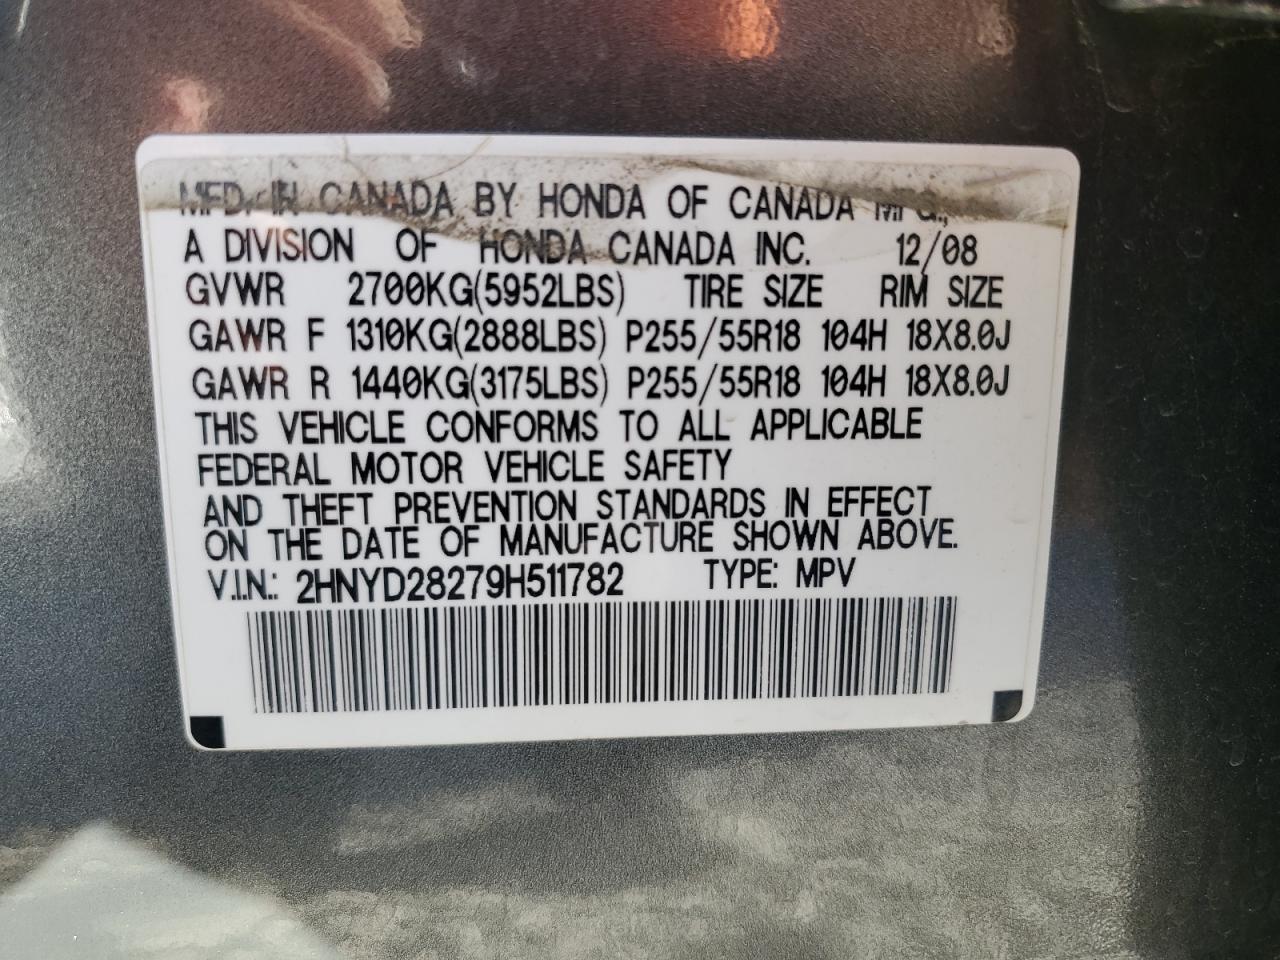 MFD. IN CANADA BY HONDA OF CANADA MFG.,
A DIVISION OF HONDA CANADA INC. 12/08
GVWR 2700KG(5952LBS) TIRE SIZE RIM SIZE
GAWR F 1310KG(2888LBS) P255/55R18 104H 18X8.0J
GAWR R 1440KG(3175LBS) P255/55R18 104H 18X8.0J
THIS VEHICLE CONFORMS TO ALL APPLICABLE
FEDERAL MOTOR VEHICLE SAFETY
AND THEFT PREVENTION STANDARDS IN EFFECT
ON THE DATE OF MANUFACTURE SHOWN ABOVE.
V.I.N.: 2HNYD28279H511782 TYPE: MPV